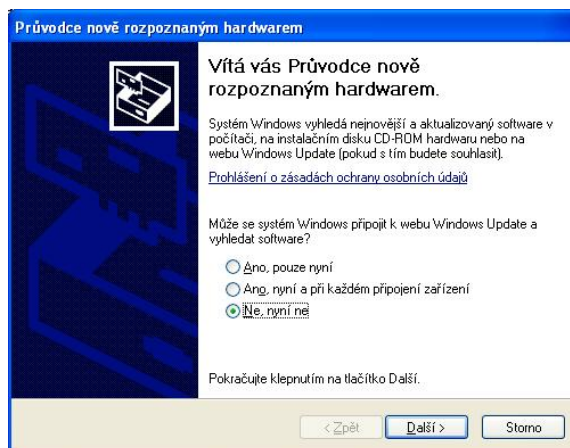 Průvodce nově rozpoznaným hardwarem
Vítá vás Průvodce nově
rozpoznaným hardwarem.
Systém Windows vyhledá nejnovější a aktualizovaný software v
počítači, na instalačním disku CD-ROM hardwaru nebo na
webu Windows Update (pokud s tím budete souhlasit).
Prohlášení o zásadách ochrany osobních údajů
Může se systém Windows připojit k webu Windows Update a
vyhledat software?
Ano, pouze nyní
Ano, nyní a při každém připojení zařízení
Ne, nyní ne
Pokračujte klepnutím na tlačítko Další.
< Zpět
Další >
Storno